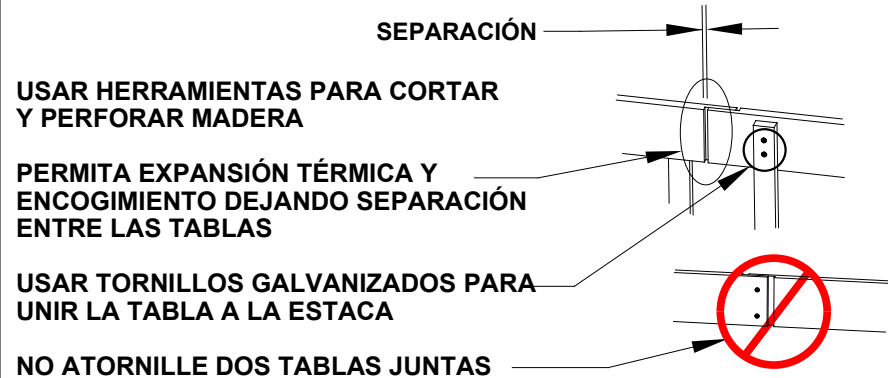 SEPARACIÓN
USAR HERRAMIENTAS PARA CORTAR
Y PERFORAR MADERA
PERMITA EXPANSIÓN TÉRMICA Y
ENCOGIMIENTO DEJANDO SEPARACIÓN
ENTRE LAS TABLAS
USAR TORNILLOS GALVANIZADOS PARA
UNIR LA TABLA A LA ESTACA
NO ATORNILLE DOS TABLAS JUNTAS